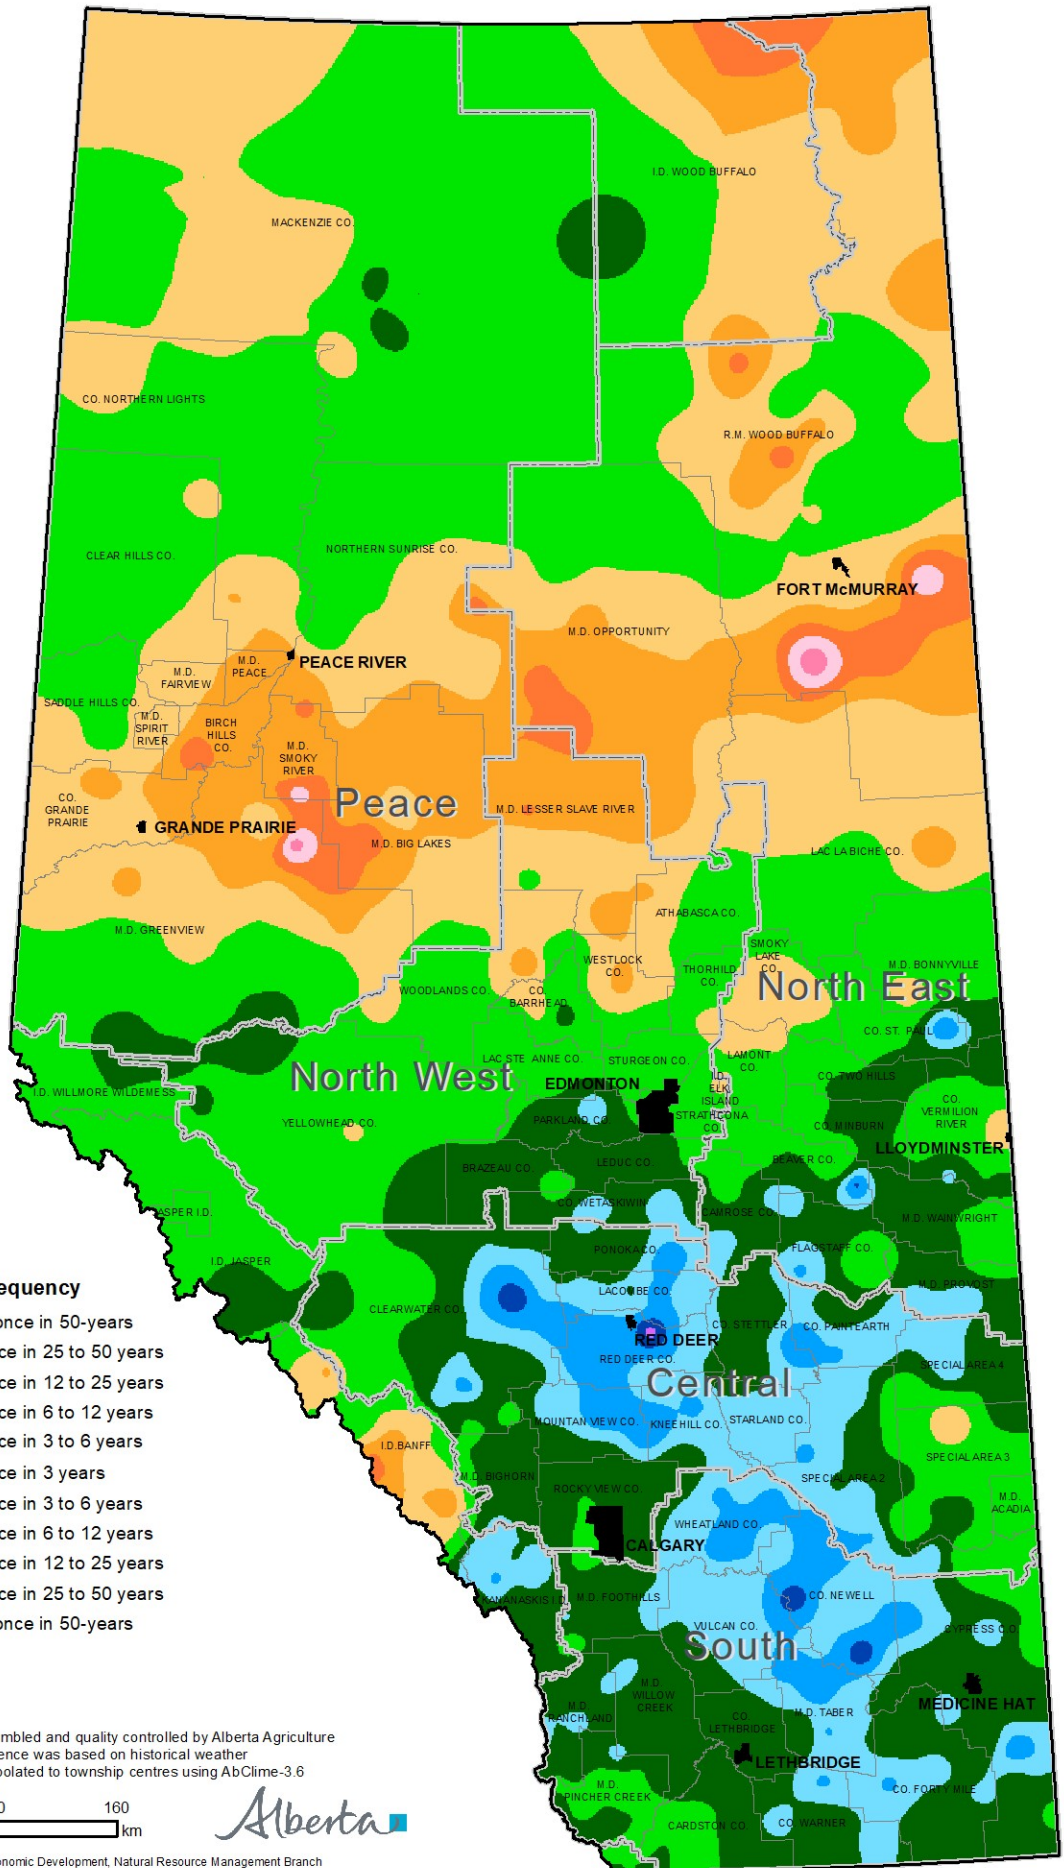 I.D. WOOD BUFFALO
MACKENZIE CO.
CO. NORTHERN LIGHTS
R.M. WOOD BUFFALO
CLEAR HILLS CO.
NORTHERN SUNRISE CO.
FORT McMURRAY
M.D. OPPORTUNITY
PEACE RIVER
M.D.
PEACE
M.D.
FAIRVIEW
SADDLE HILLS CO.
M.D.
SPIRIT
RIVER
BIRCH
HILLS
CO.
M.D.
SMOKY
RIVER
Peace
CO.
GRANDE
PRAIRIE
GRANDE PRAIRIE
M.D. LESSER SLAVE RIVER
M.D. BIG LAKES
LAC LA BICHE CO.
ATHABASCA CO.
M.D. GREENVIEW
SMOKY
LAKE
CO.
WESTLOCK
CO.
THORHILD
CO.
M.D. BONNYVILLE
North East
WOODLANDS CO.
CO.
BARRHEAD
CO. ST. PAUL
North West
LAC STE ANNE CO.
STURGEON CO.
LAMONT
CO.
CO. TWO HILLS
EDMONTON
I.D.
ELK
ISLAND
I.D. WILLMORE WILDERNESS
CO.
VERMILION
RIVER
YELLOWHEAD CO.
PARKLAND CO.
STRATHCONA
CO.
CO. MINBURN
LLOYDMINSTER
BRAZEAU CO.
LEDUC CO.
BEAVER CO.
CO. WETASKIWIN
CAMROSE CO.
M.D. WAINWRIGHT
JASPER I.D.
PONOKA CO.
FLAGSTAFF CO.
I.D. JASPER
M.D. PROVOST
equency
LACOMBE CO.
CLEARWATER CO.
once in 50-years
CO. STETTLER
CO. PAINTEARTH
RED DEER
ce in 25 to 50 years
RED DEER CO.
SPECIAL AREA 4
ce in 12 to 25 years
Central
ce in 6 to 12 years
MOUNTAIN VIEW CO.
KNEEHILL CO.
STARLAND CO.
ce in 3 to 6 years
I.D. BANFF
SPECIAL AREA 3
ce in 3 years
M.D. BIGHORN
SPECIAL AREA 2
ROCKY VIEW CO.
ce in 3 to 6 years
M.D.
ACADIA
ce in 6 to 12 years
WHEATLAND CO.
CALGARY
ce in 12 to 25 years
ce in 25 to 50 years
KANANASKIS I.D.
M.D. FOOTHILLS
CO. NEWELL
once in 50-years
VULCAN CO.
CYPRESS CO.
South
M.D.
WILLOW
CREEK
MEDICINE HAT
M.D.
RANCHLAND
CO.
LETHBRIDGE
M.D. TABER
mbled and quality controlled by Alberta Agriculture
ence was based on historical weather
polated to township centres using AbClime-3.6
LETHBRIDGE
M.D.
PINCHER CREEK
CO. FORTY MILE
0 160
km
Alberta
CARDSTON CO.
CO. WARNER
onomic Development, Natural Resource Management Branch